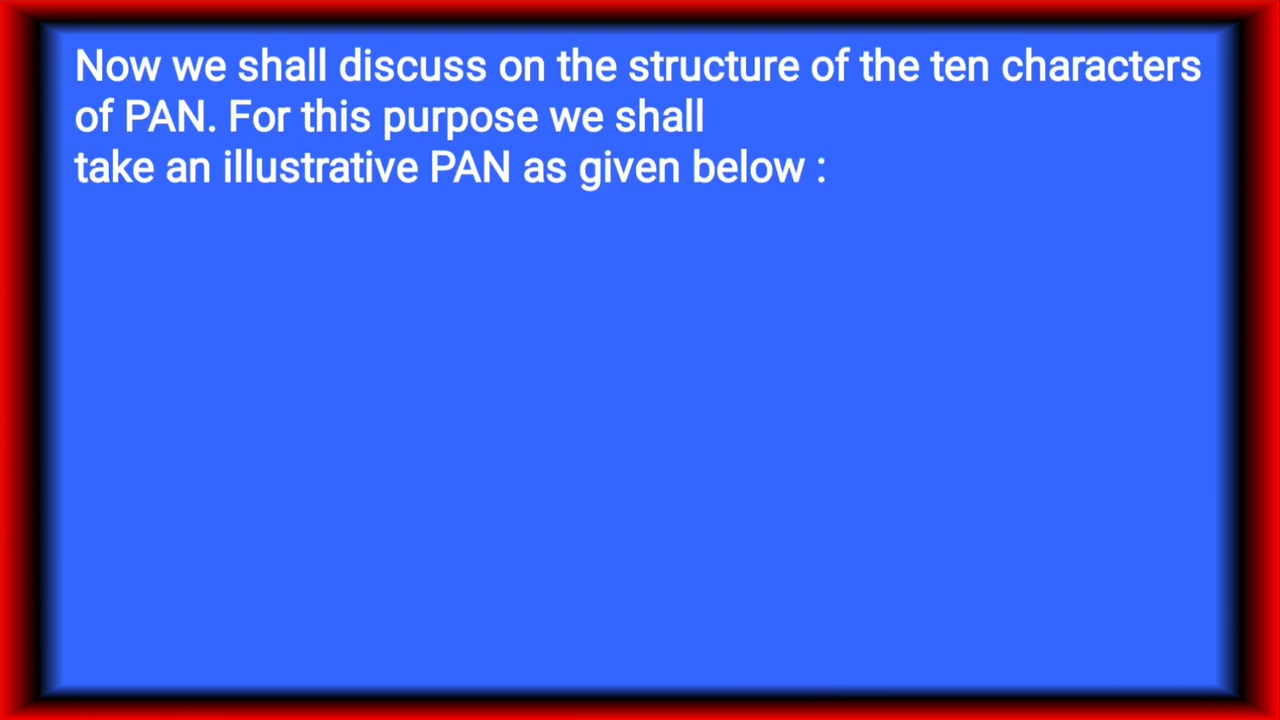 Now we shall discuss on the structure of the ten characters
of PAN. For this purpose we shall
take an illustrative PAN as given below :